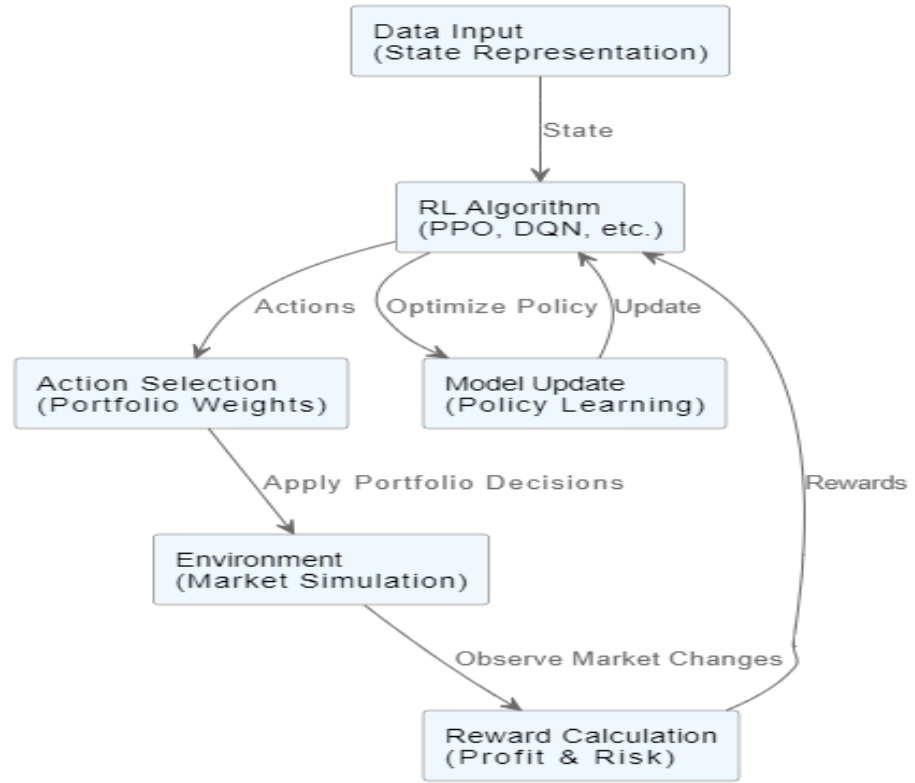 Data Input
(State Representation)
State
RL Algorithm
(PPO, DQN, etc.)
Actions
Optimize Policy
Update
Action Selection
(Portfolio Weights)
Model Update
(Policy Learning)
Apply Portfolio Decisions
Rewards
Environment
(Market Simulation)
Observe Market Changes
Reward Calculation
(Profit & Risk)